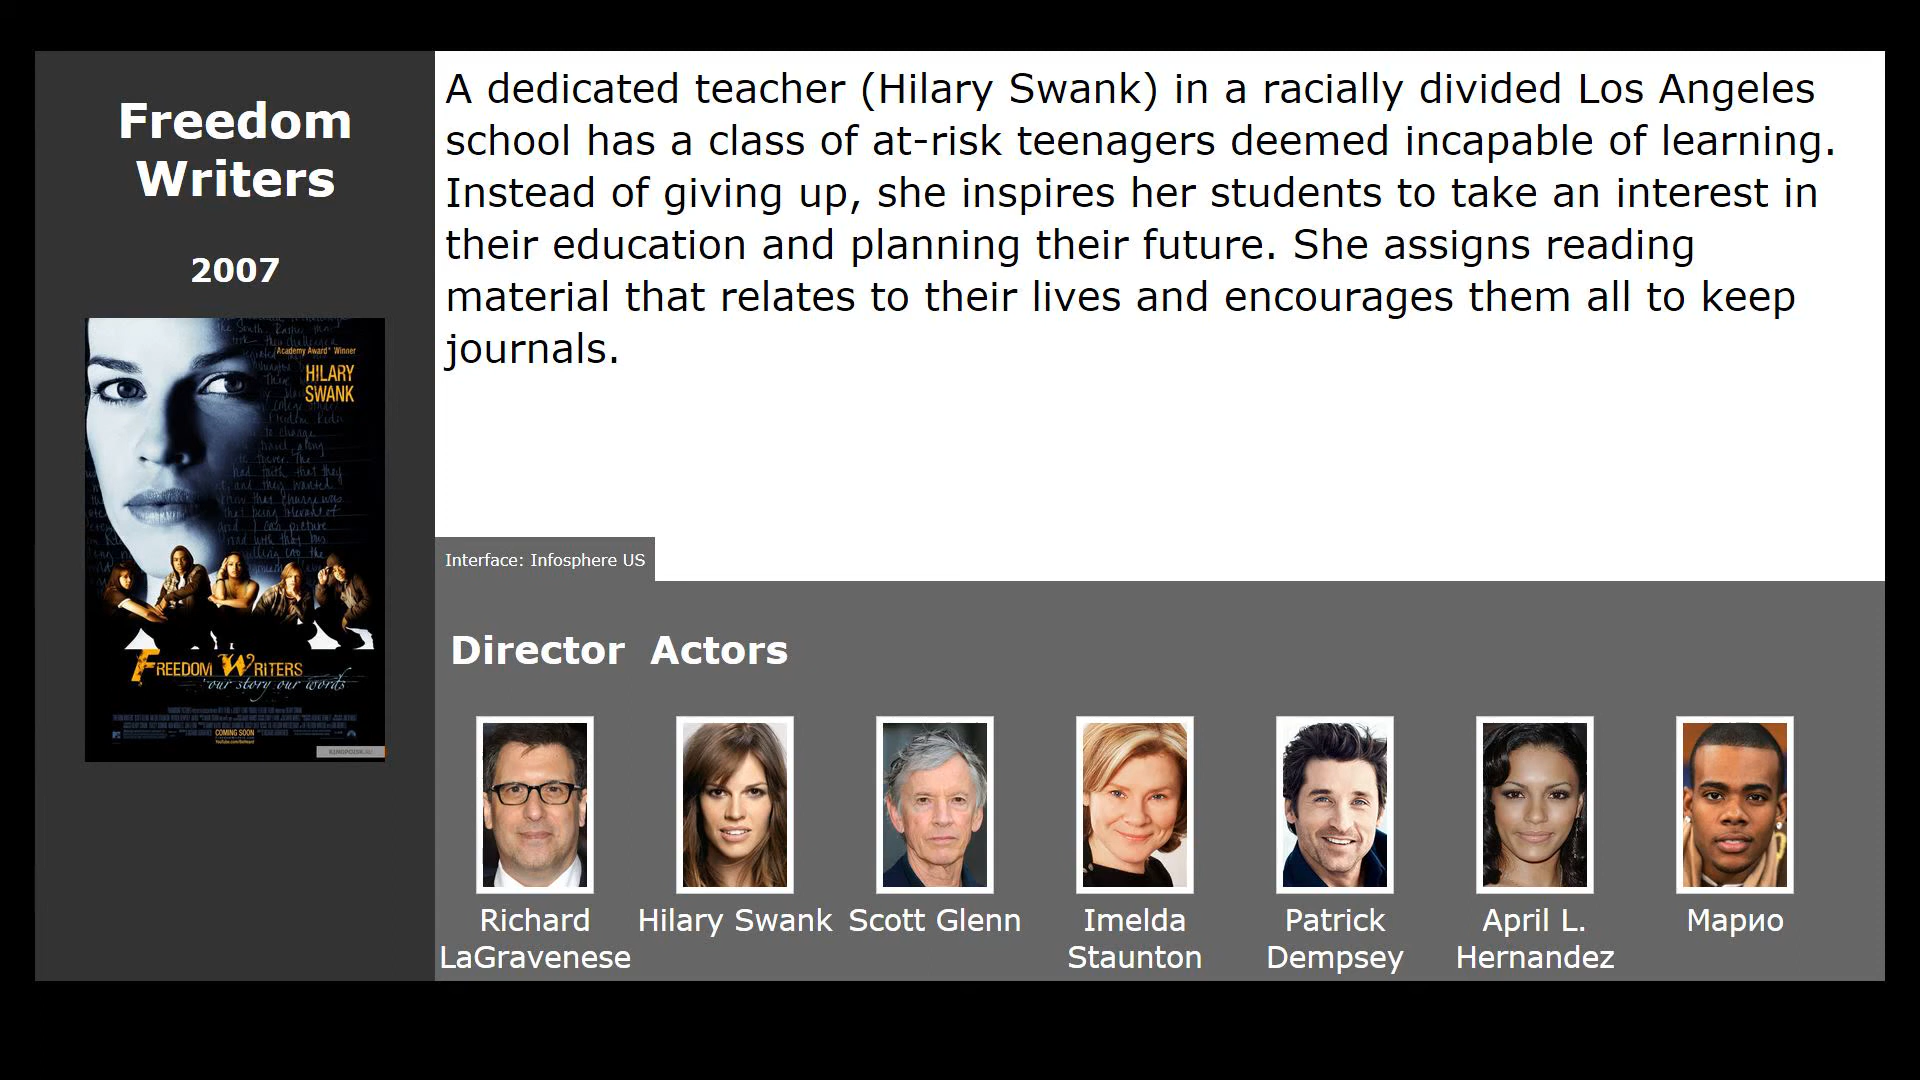 Freedom
Writers
2007
Academy Award® Winner
HILARY
SWANK
FREEDOM WRITERS
our story our words
COMING SOON
A dedicated teacher (Hilary Swank) in a racially divided Los Angeles
school has a class of at-risk teenagers deemed incapable of learning.
Instead of giving up, she inspires her students to take an interest in
their education and planning their future. She assigns reading
material that relates to their lives and encourages them all to keep
journals.
Interface: Infosphere US
Director Actors
Richard
LaGravenese
Hilary Swank
Scott Glenn
Imelda
Staunton
Patrick
Dempsey
April L.
Hernandez
Марио